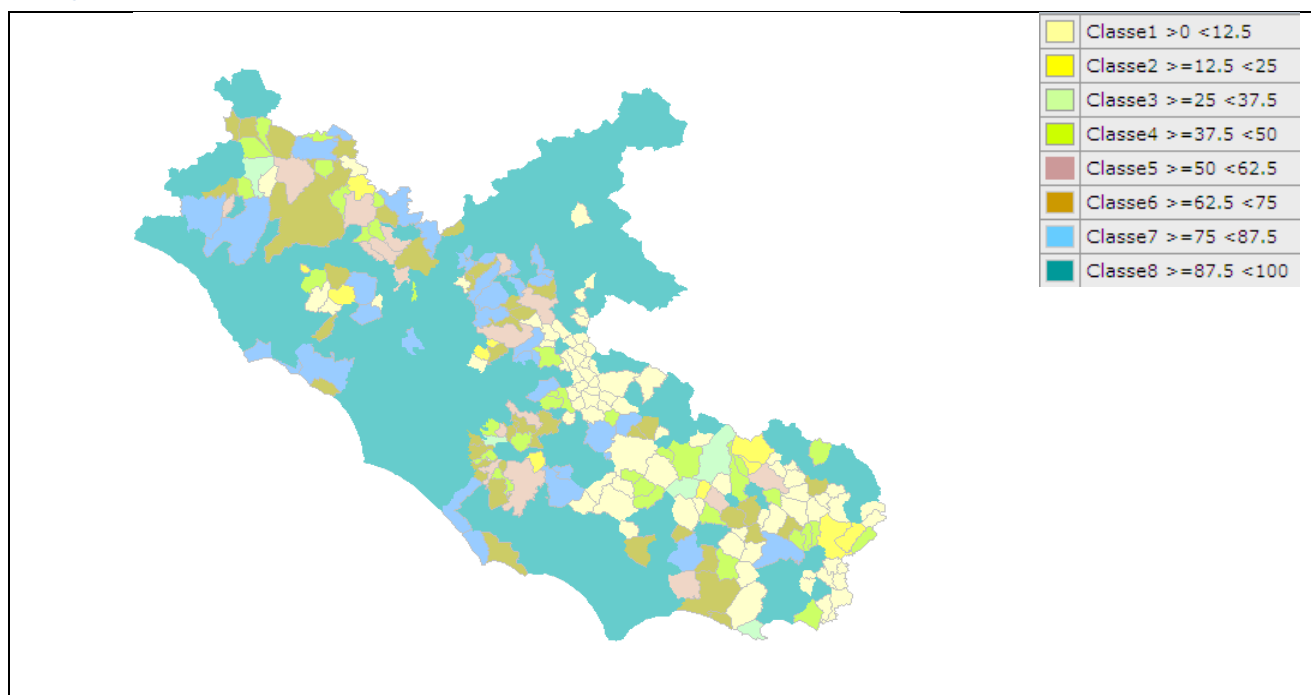 Classe1 >0 <12.5
Classe2 >=12.5 <25
Classe3 >=25 <37.5
Classe4 >=37.5 <50
Classe5 >=50 <62.5
Classe6 >=62.5 <75
Classe7 >=75 <87.5
Classe8 >=87.5 <100